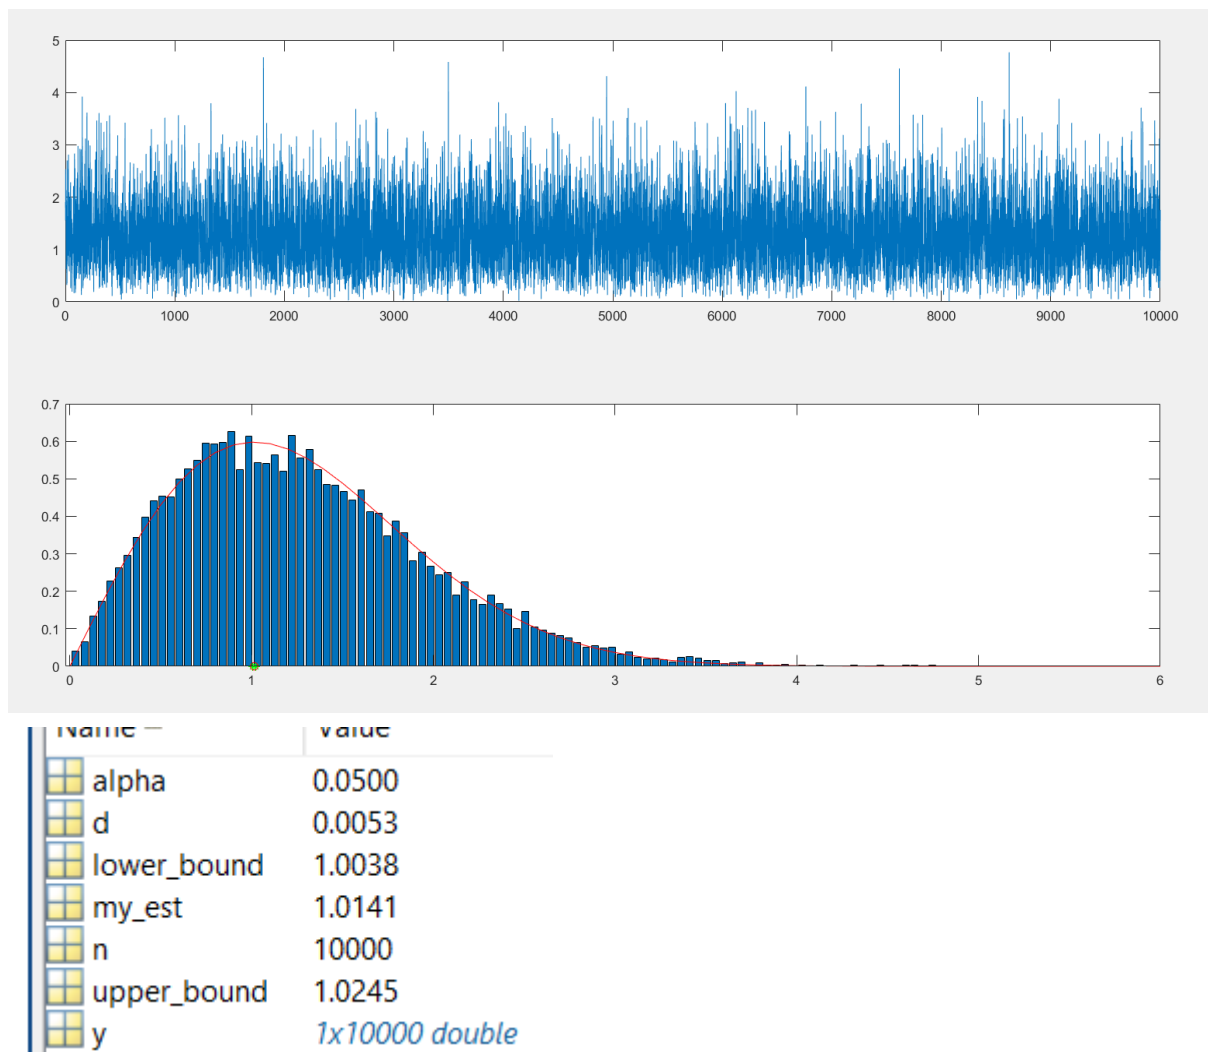 5
4
3
2
1
0
0 1000 2000 3000 4000 5000 6000 7000 8000 9000 10000
0.7
0.6
0.5
0.4
0.3
0.2
0.1
0
0 1 2 3 4 5 6
Name Value
alpha 0.0500
d 0.0053
lower_bound 1.0038
my_est 1.0141
n 10000
upper_bound 1.0245
y 1x10000 double